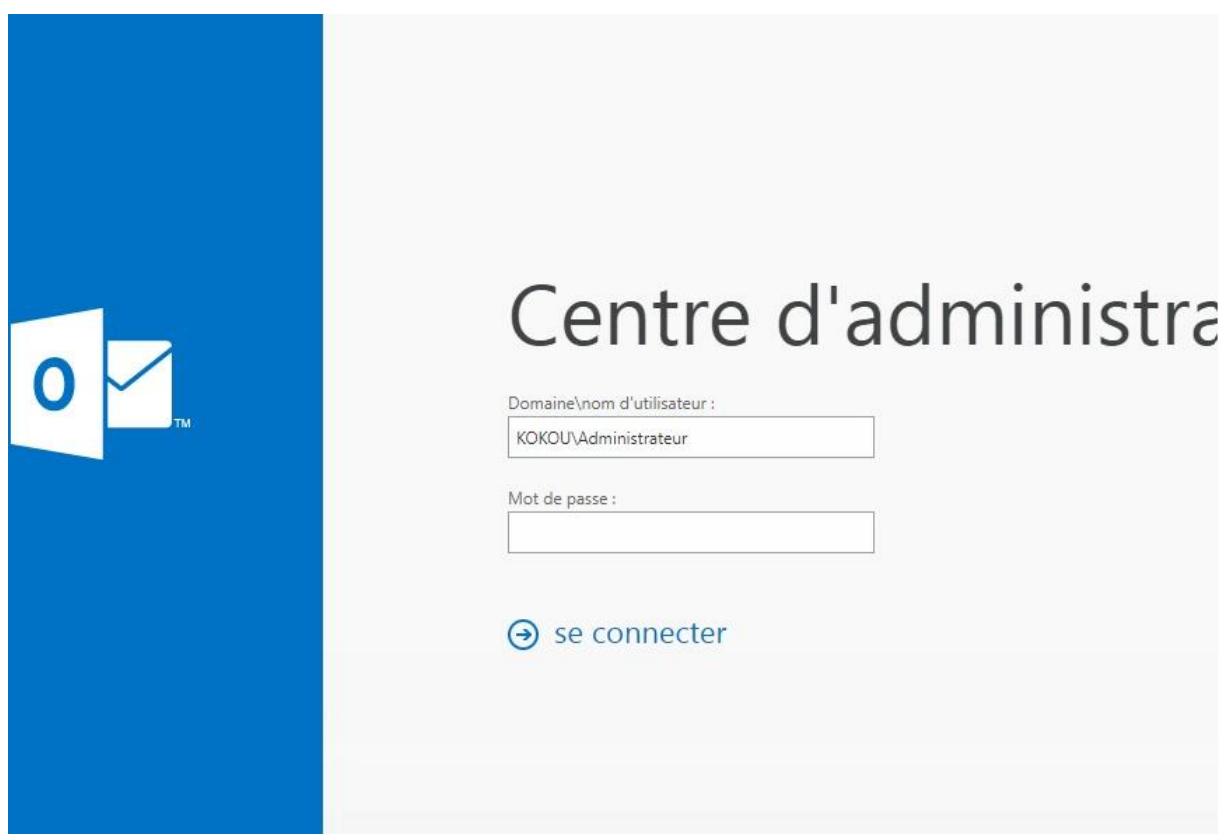 Centre d'administra
Domaine\nom d'utilisateur :
KOKOU\Administrateur
Mot de passe :
se connecter
O
TM